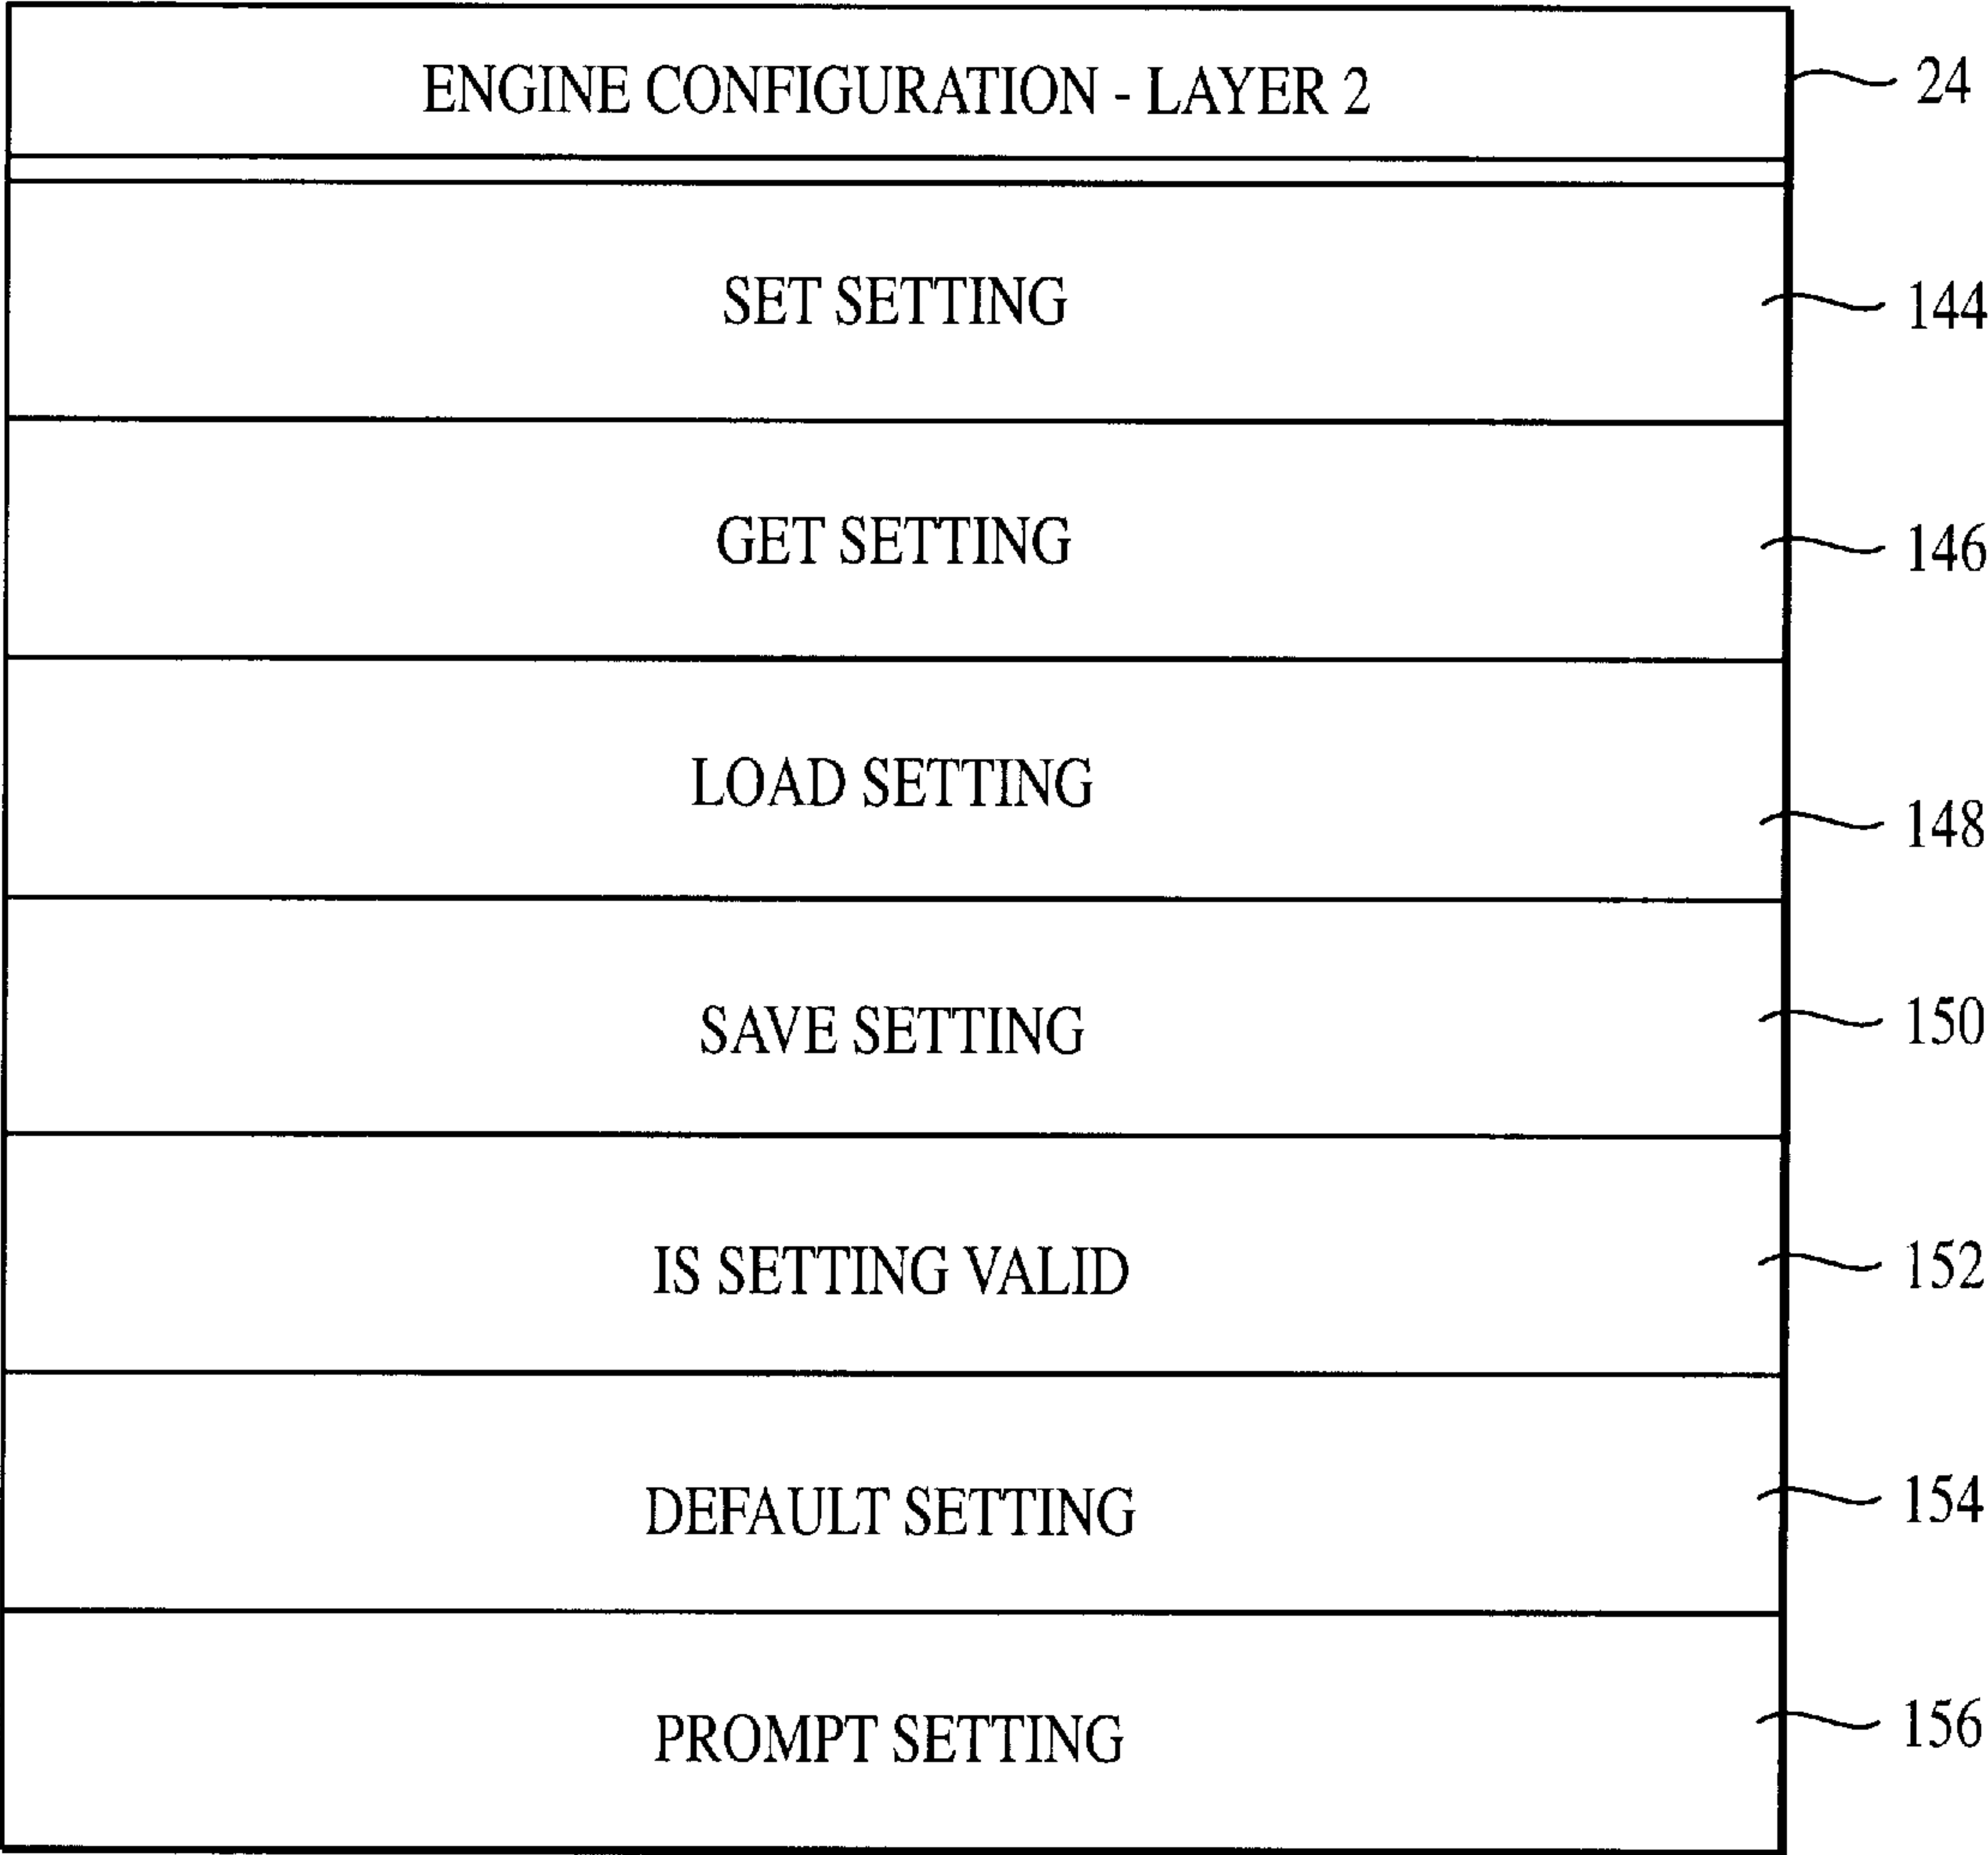 ENGINE CONFIGURATION - LAYER 2 24
SET SETTING 144
GET SETTING 146
LOAD SETTING 148
SAVE SETTING 150
IS SETTING VALID 152
DEFAULT SETTING 154
PROMPT SETTING 156